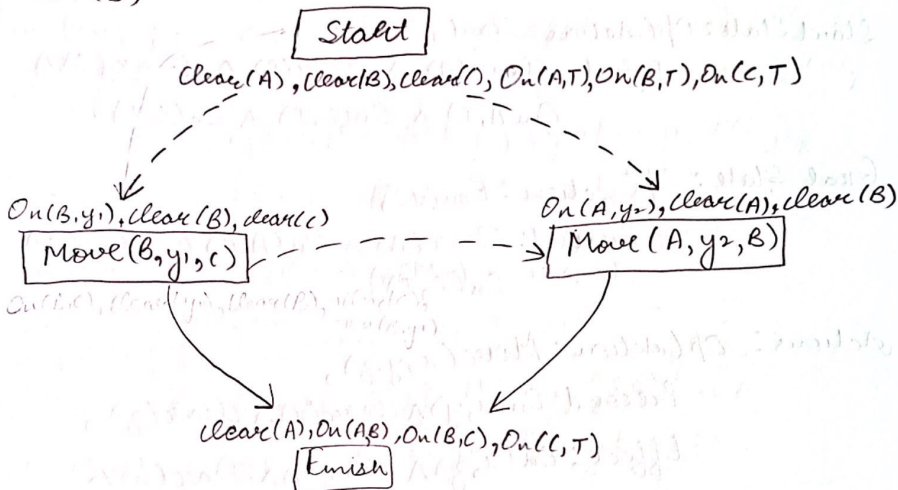 Start
Clear(A), Clear(B), Clear(C), On(A,T), On(B,T), On(C,T)
On(B,y1), Clear(B), clear(c)
On(A,y2), clear(A), clear(B)
Move(B,y1,C)
Move(A,y2,B)
clear(A), On(A,B), On(B,C), On(C,T)
Finish